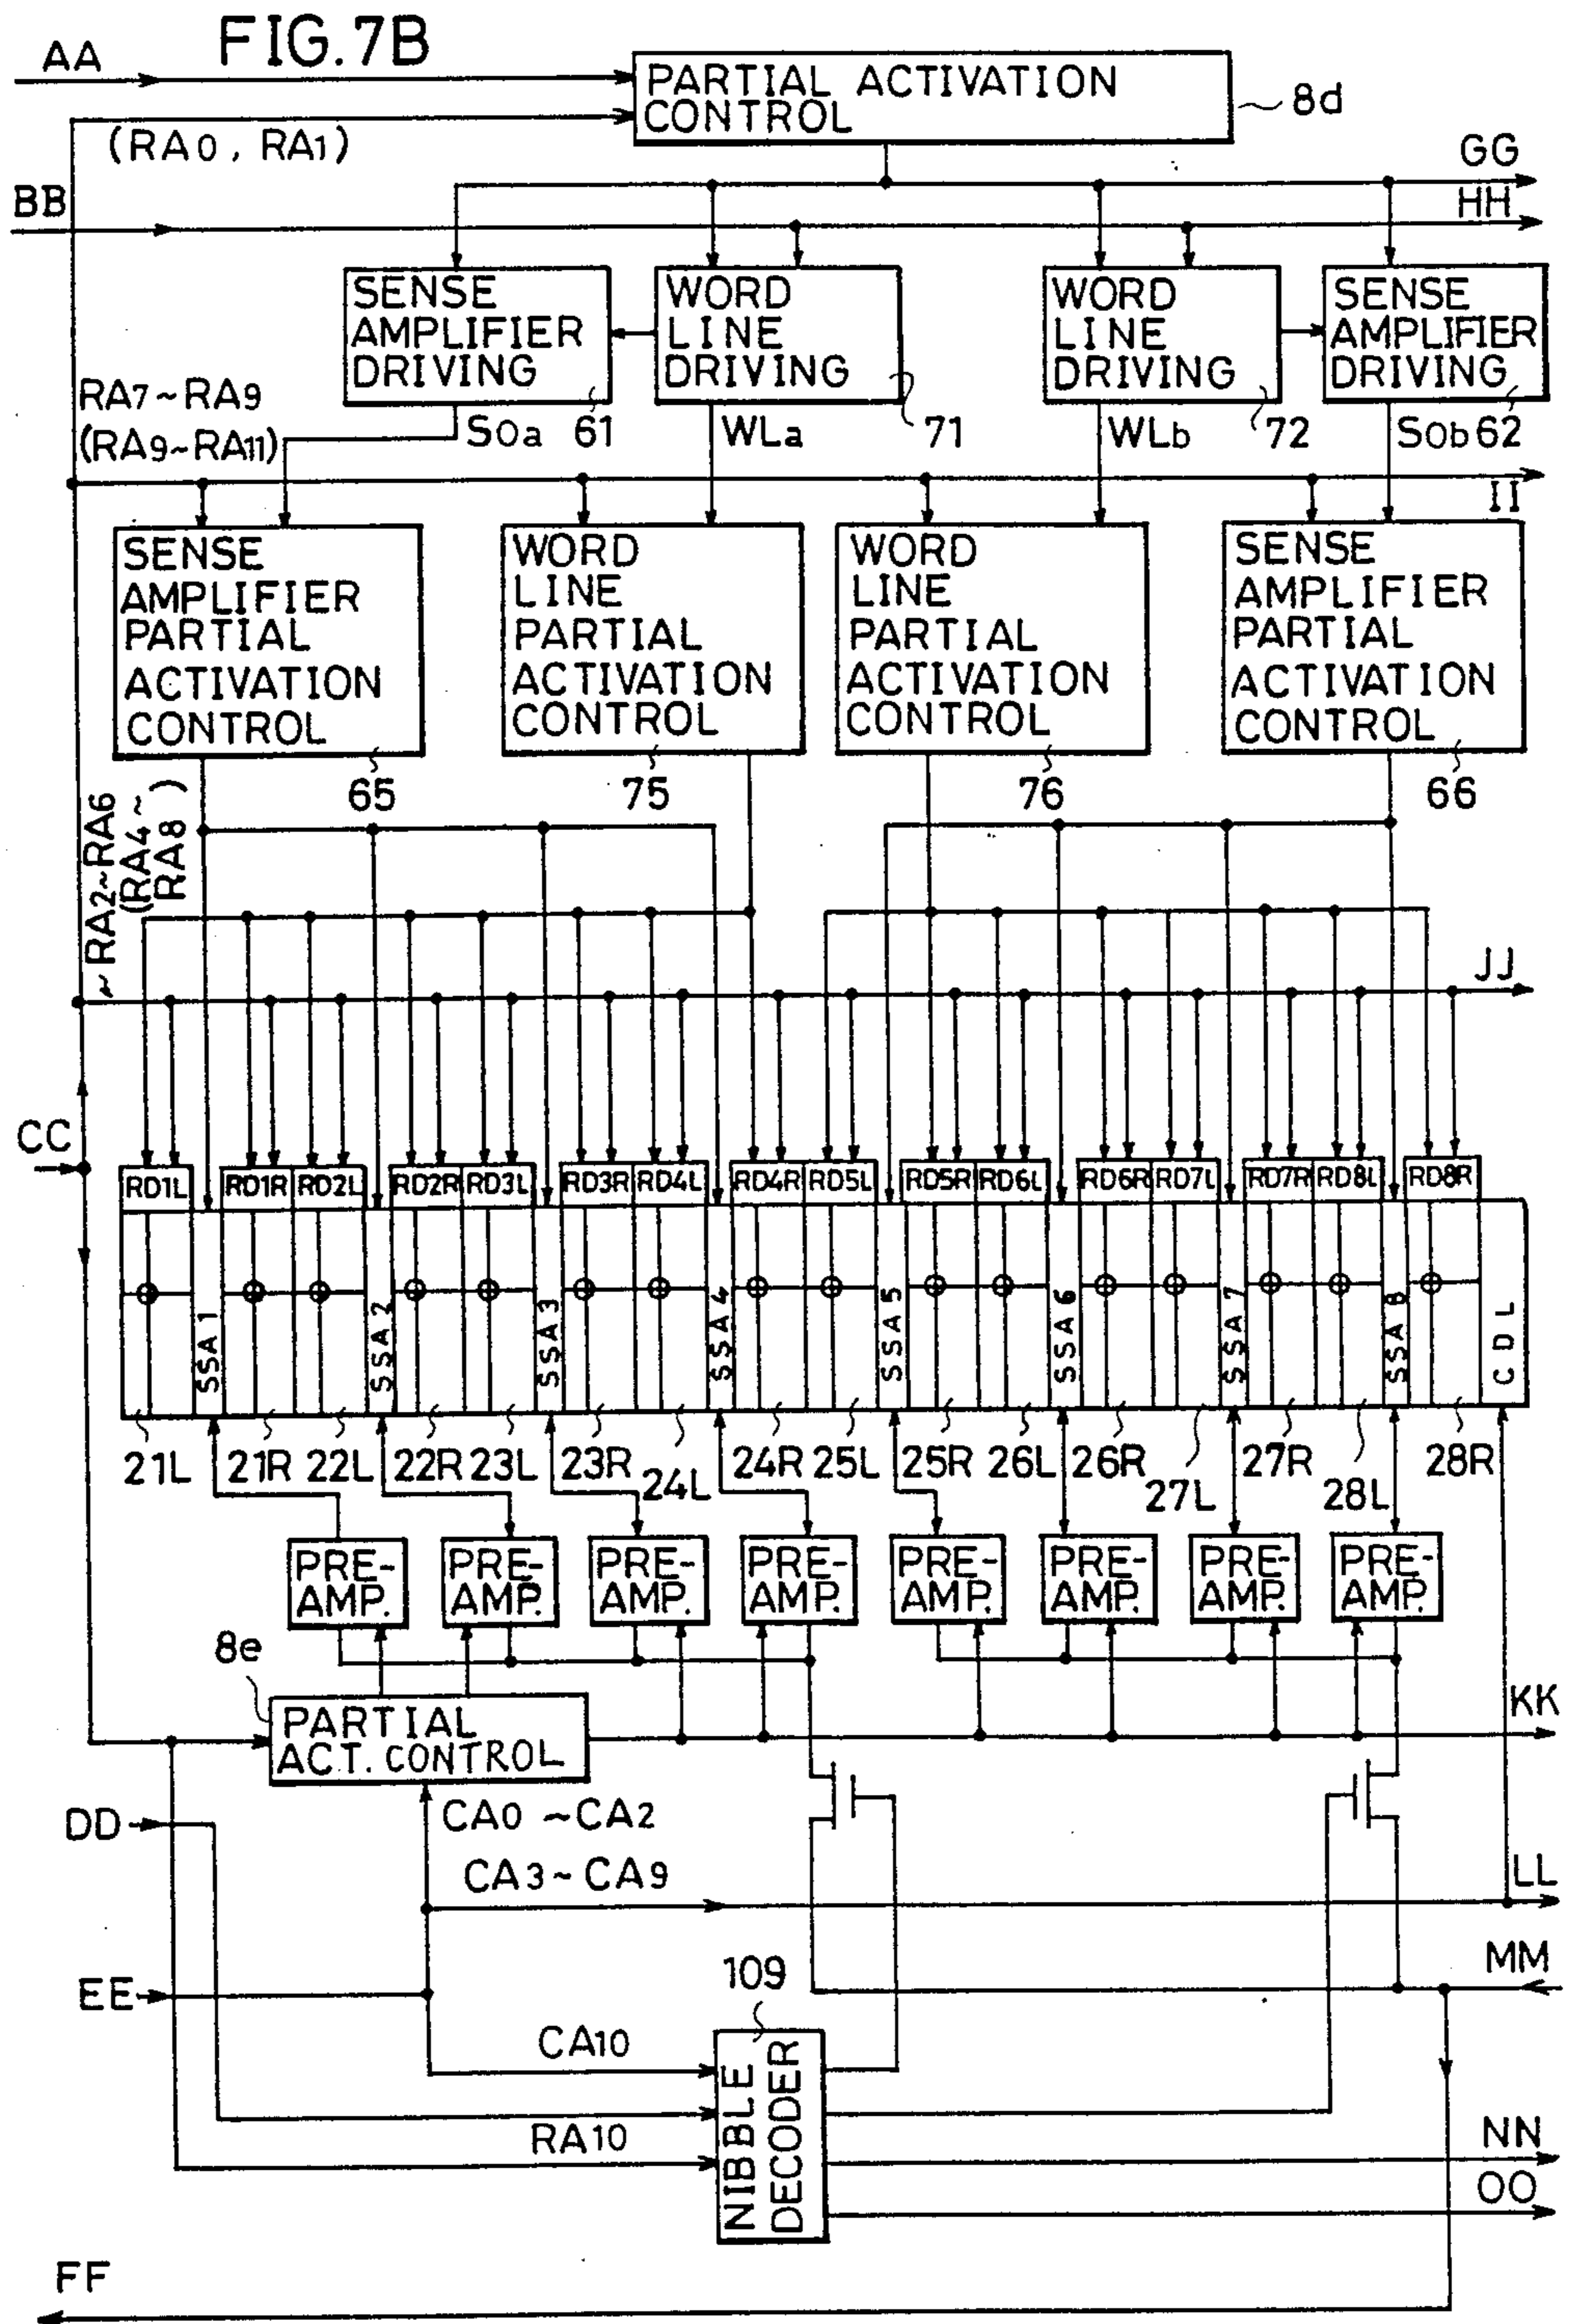 FIG.7B
AA
PARTIAL ACTIVATION
CONTROL
8d
(RA0, RA1)
GG
BB
HH
SENSE
AMPLIFIER
DRIVING
WORD
LINE
DRIVING
WORD
LINE
DRIVING
SENSE
AMPLIFIER
DRIVING
RA7~RA9
(RA9~RA11)
S0a
61
WLa
71
WLb
72
S0b
62
II
SENSE
AMPLIFIER
PARTIAL
ACTIVATION
CONTROL
WORD
LINE
PARTIAL
ACTIVATION
CONTROL
WORD
LINE
PARTIAL
ACTIVATION
CONTROL
SENSE
AMPLIFIER
PARTIAL
ACTIVATION
CONTROL
65
75
76
66
~RA2~RA6
(RA4~
RA8)
JJ
CC
RD1L
RD1R
RD2L
RD2R
RD3L
RD3R
RD4L
RD4R
RD5L
RD5R
RD6L
RD6R
RD7L
RD7R
RD8L
RD8R
SSA1
SSA2
SSA3
SSA4
SSA5
SSA6
SSA7
SSA8
CDL
21L
21R
22L
22R
23L
23R
24L
24R
25L
25R
26L
26R
27L
27R
28L
28R
PRE-
AMP.
PRE-
AMP.
PRE-
AMP.
PRE-
AMP.
PRE-
AMP.
PRE-
AMP.
PRE-
AMP.
PRE-
AMP.
8e
PARTIAL
ACT. CONTROL
KK
DD
CA0 ~CA2
CA3~CA9
LL
EE
109
MM
CA10
NIBBLE
DECODER
RA10
NN
OO
FF